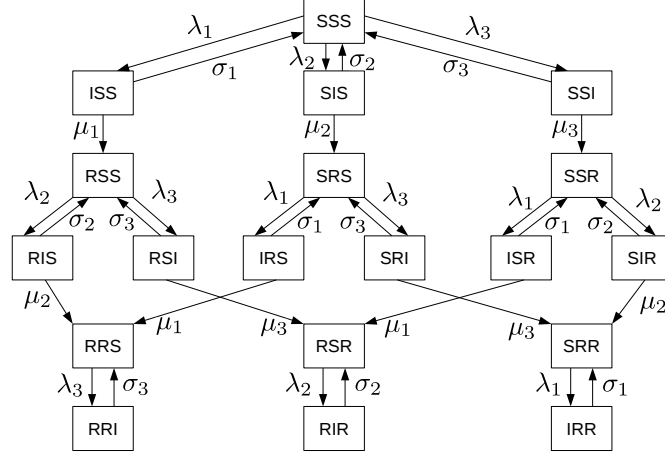 SSS
λ₁ λ₃
σ₁ λ₂ σ₂ σ₃
ISS SIS SSI
μ₁ μ₂ μ₃
RSS SRS SSR
λ₂ λ₃ λ₁ λ₃ λ₁ λ₂
σ₂ σ₃ σ₁ σ₃ σ₁ σ₂
RIS RSI IRS SRI ISR SIR
μ₂ μ₁ μ₃ μ₁ μ₃ μ₂
RRS RSR SRR
λ₃ σ₃ λ₂ σ₂ λ₁ σ₁
RRI RIR IRR